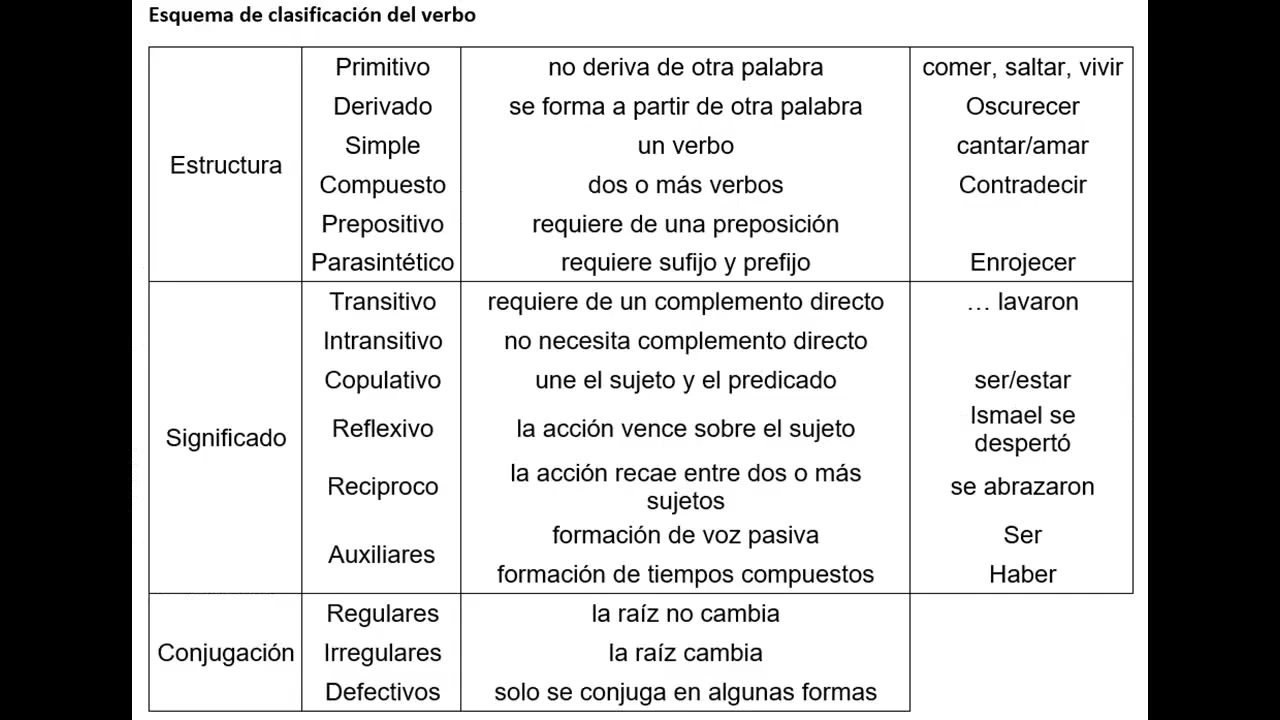 Esquema de clasificación del verbo
Estructura
Primitivo no deriva de otra palabra comer, saltar, vivir
Derivado se forma a partir de otra palabra Oscurecer
Simple un verbo cantar/amar
Compuesto dos o más verbos Contradecir
Prepositivo requiere de una preposición
Parasintético requiere sufijo y prefijo Enrojecer
Significado
Transitivo requiere de un complemento directo … lavaron
Intransitivo no necesita complemento directo
Copulativo une el sujeto y el predicado ser/estar
Reflexivo la acción vence sobre el sujeto Ismael se
despertó
Reciproco la acción recae entre dos o más
sujetos se abrazaron
Auxiliares formación de voz pasiva Ser
formación de tiempos compuestos Haber
Conjugación
Regulares la raíz no cambia
Irregulares la raíz cambia
Defectivos solo se conjuga en algunas formas